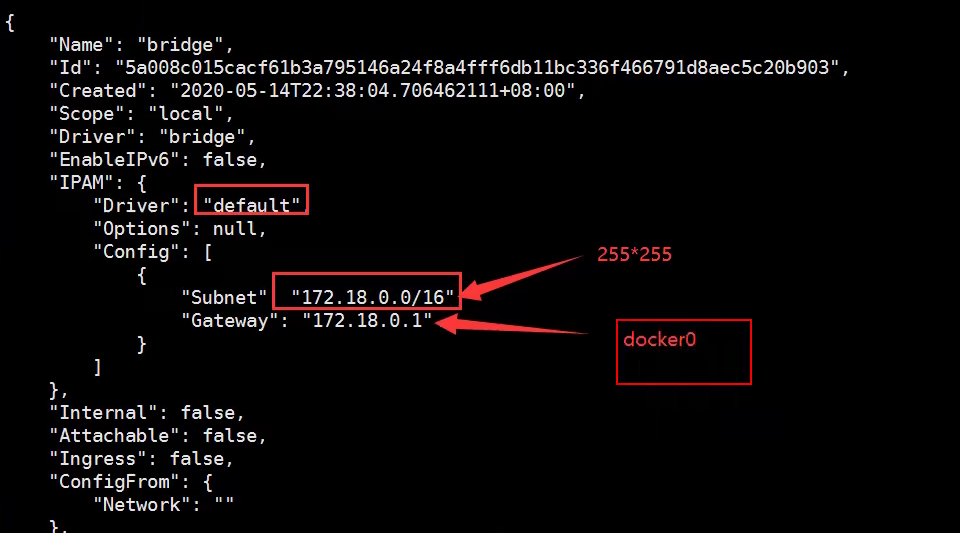 {
"Name": "bridge",
"Id": "5a008c015cacf61b3a795146a24f8a4fff6db11bc336f466791d8aec5c20b903",
"Created": "2020-05-14T22:38:04.706462111+08:00",
"Scope": "local",
"Driver": "bridge",
"EnableIPv6": false,
"IPAM": {
"Driver": "default",
"Options": null,
"Config": [
255*255
{
"Subnet" "172.18.0.0/16"
"Gateway": "172.18.0.1"
docker0
}
]
},
"Internal": false,
"Attachable": false,
"Ingress": false,
"ConfigFrom": {
"Network": ""
},